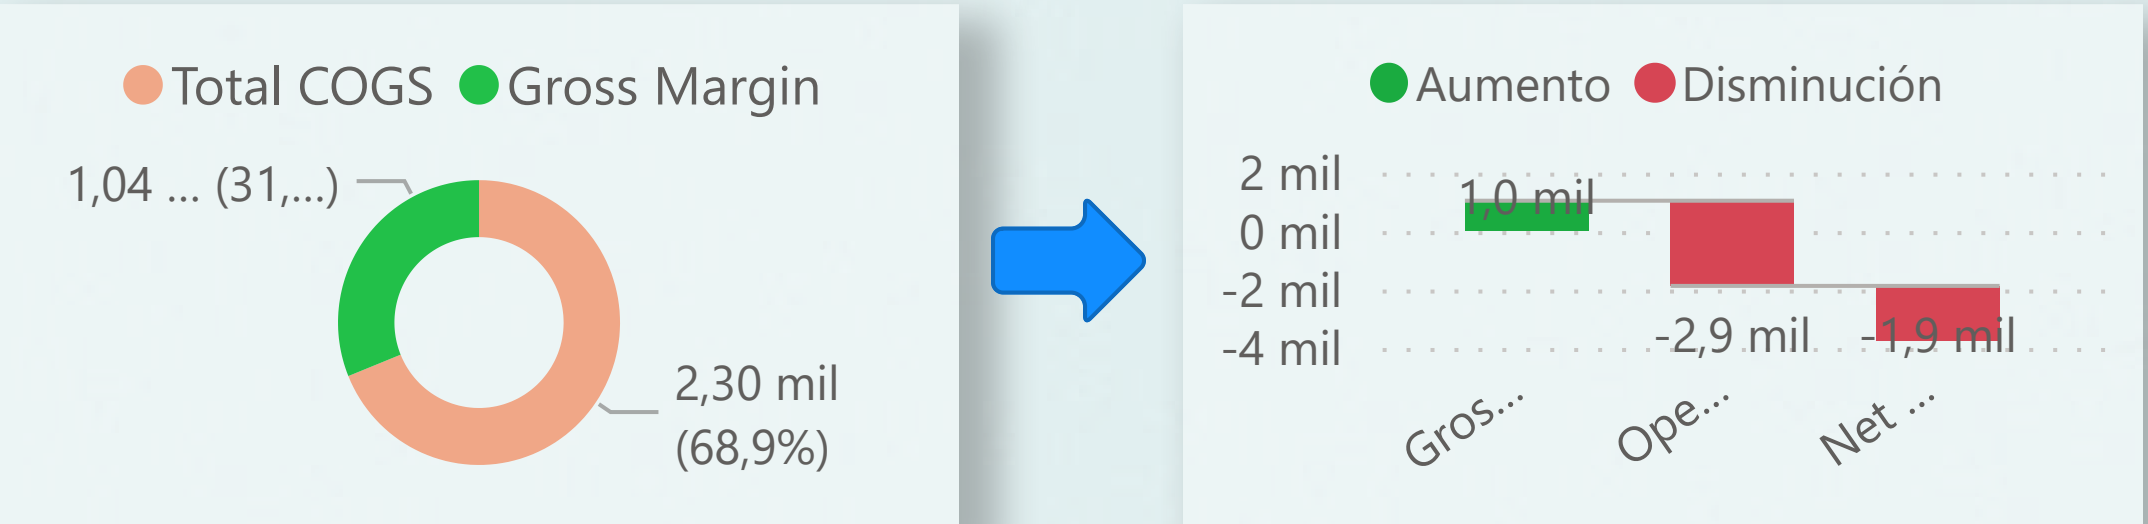 Total COGS Gross Margin
1,04 ... (31,...)
2,30 mil
(68,9%)
Aumento Disminución
2 mil
0 mil
-2 mil
-4 mil
1,0 mil
-2,9 mil
-1,9 mil
Gros...
Ope...
Net ...